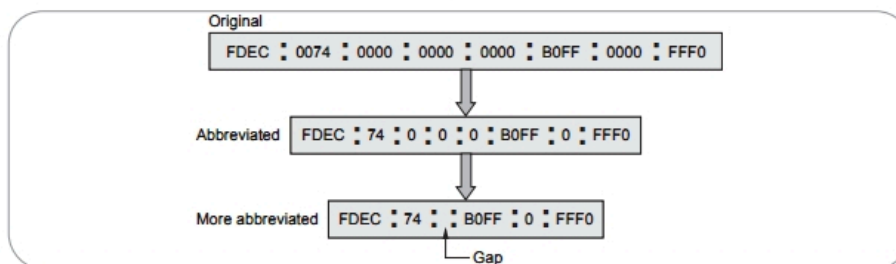 Original
FDEC : 0074 : 0000 : 0000 : 0000 : B0FF : 0000 : FFF0
Abbreviated FDEC : 74 : 0 : 0 : 0 : B0FF : 0 : FFF0
More abbreviated FDEC : 74 : : B0FF : 0 : FFF0
Gap